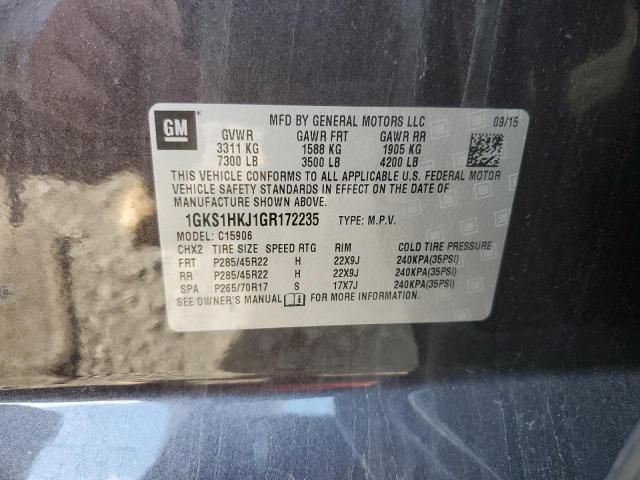 GM
MFD BY GENERAL MOTORS LLC 09/15
GVWR GAWR FRT GAWR RR
3311 KG 1588 KG 1905 KG
7300 LB 3500 LB 4200 LB
THIS VEHICLE CONFORMS TO ALL APPLICABLE U.S. FEDERAL MOTOR
VEHICLE SAFETY STANDARDS IN EFFECT ON THE DATE OF
MANUFACTURE SHOWN ABOVE.
1GKS1HKJ1GR172235 TYPE: M.P.V.
MODEL: C15906
CHX2 TIRE SIZE SPEED RTG RIM COLD TIRE PRESSURE
FRT P285/45R22 H 22X9J 240KPA(35PSI)
RR P285/45R22 H 22X9J 240KPA(35PSI)
SPA P265/70R17 S 17X7J 240KPA(35PSI)
SEE OWNER'S MANUAL FOR MORE INFORMATION.